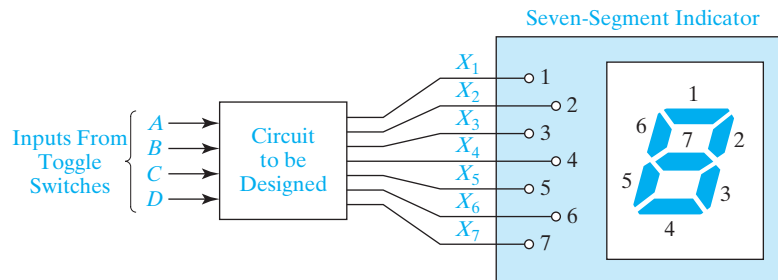 Seven-Segment Indicator
Inputs From
Toggle
Switches
A
B
C
D
Circuit
to be
Designed
X1
X2
X3
X4
X5
X6
X7
1
2
3
4
5
6
7
1
6
7
2
5
3
4